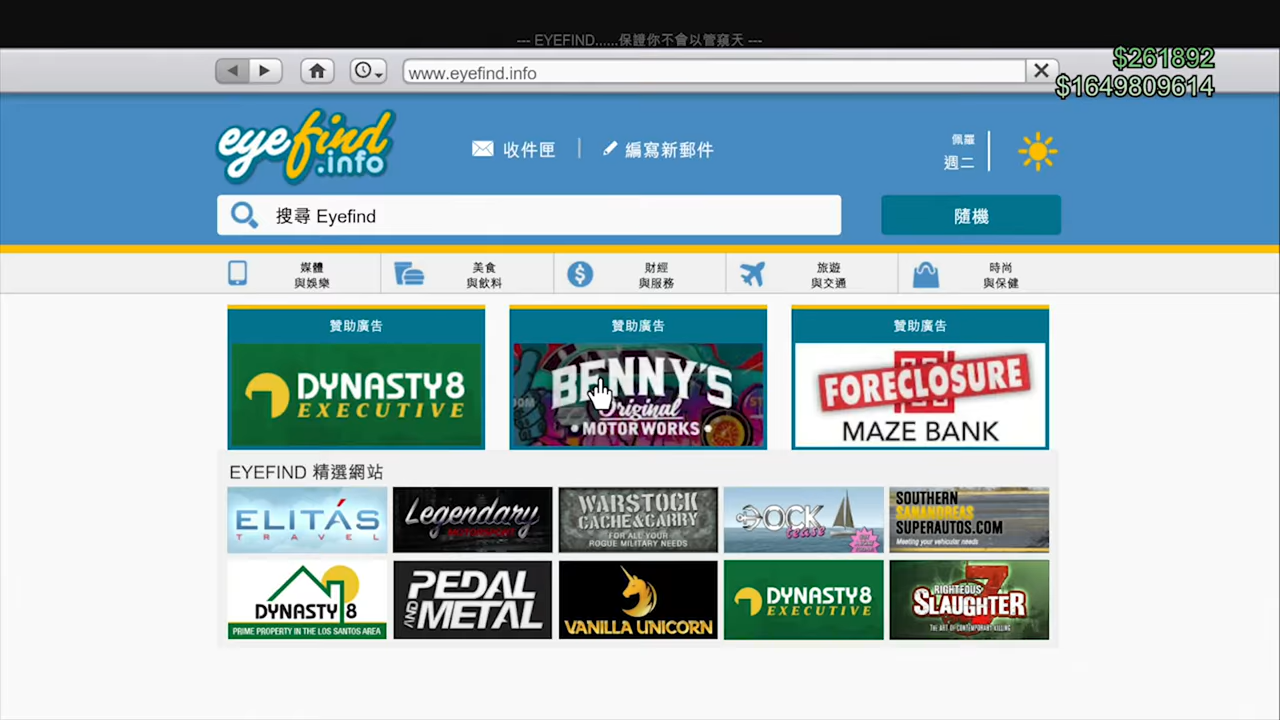 --- EYEFIND......保證你不會以管窺天 ---
$261892
www.eyefind.info
$1649809614
eyefind
.info
收件匣
編寫新郵件
佩羅
週二
搜尋 Eyefind
隨機
媒體
與娛樂
美食
與飲料
財經
與服務
旅遊
與交通
時尚
與保健
贊助廣告
贊助廣告
贊助廣告
DYNASTY8
EXECUTIVE
BENNY'S
Original
MOTORWORKS
FORECLOSURE
MAZE BANK
EYEFIND 精選網站
ELITÁS
TRAVEL
Legendary
MOTORSPORT
WARSTOCK
CACHE&CARRY
FOR ALL YOUR
ROGUE MILITARY NEEDS
DOCK
tease
SOUTHERN
SANANDREAS
SUPERAUTOS.COM
Meeting your vehicular needs
DYNASTY 8
PRIME PROPERTY IN THE LOS SANTOS AREA
PEDAL
AND METAL
VANILLA UNICORN
DYNASTY8
EXECUTIVE
RIGHTEOUS
SLAUGHTER
7
THE ART OF CONTEMPORARY KILLING